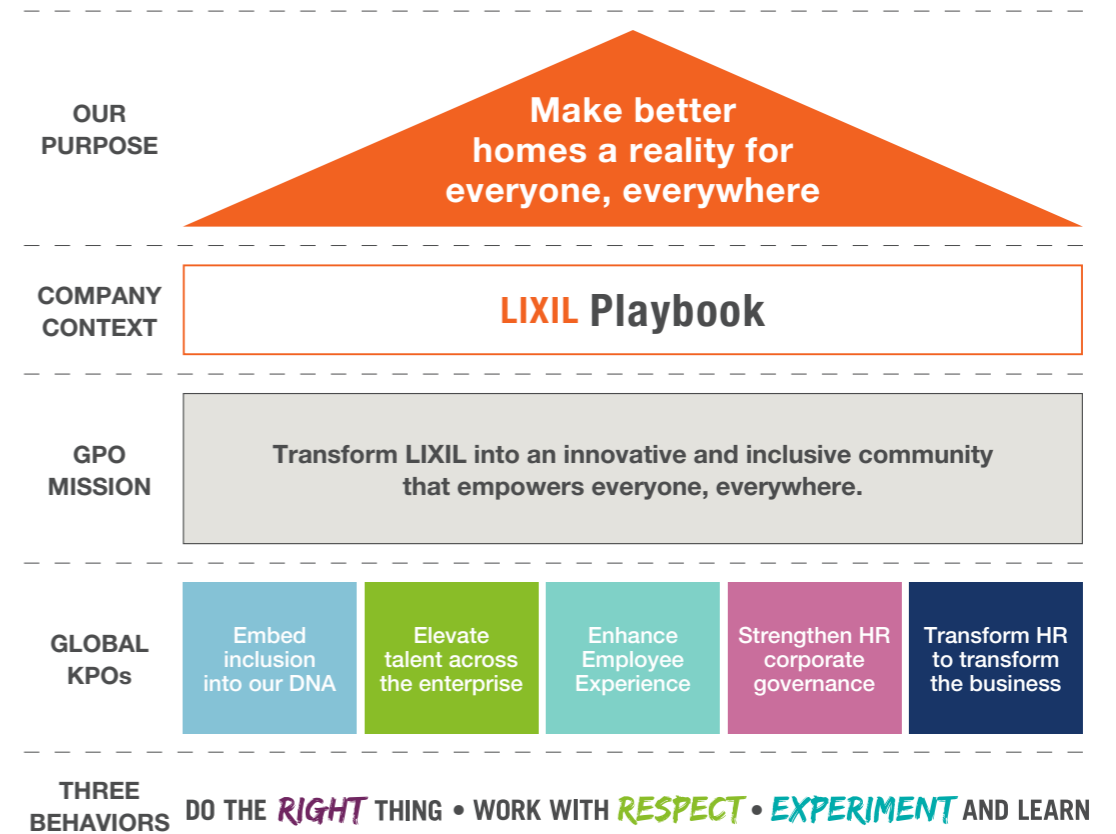 OUR
PURPOSE
Make better
homes a reality for
everyone, everywhere
COMPANY
CONTEXT
LIXIL Playbook
GPO
MISSION
Transform LIXIL into an innovative and inclusive community
that empowers everyone, everywhere.
GLOBAL
KPOs
Embed
inclusion
into our DNA
Elevate
talent across
the enterprise
Enhance
Employee
Experience
Strengthen HR
corporate
governance
Transform HR
to transform
the business
THREE
BEHAVIORS
DO THE RIGHT THING • WORK WITH RESPECT • EXPERIMENT AND LEARN